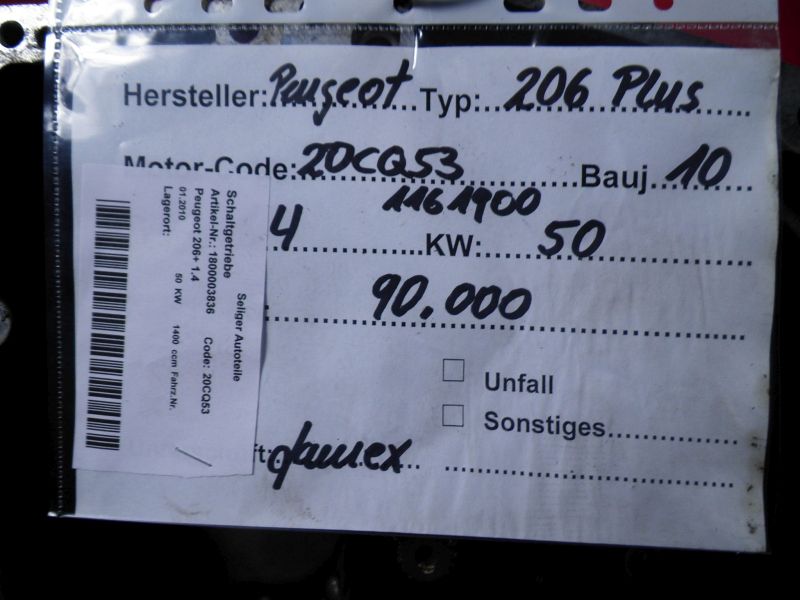 Hersteller: Peugeot Typ: 206 Plus
Motor-Code: 20CQ53 Bauj. 10
1161900
4 KW: 50
90.000
Unfall
Sonstiges
Schaltgetriebe Seliger Autoteile
Artikel-Nr.: 1800003836 Code: 20CQ53
Peugeot 206+ 1.4
01.2010 50 KW 1400 ccm Fahrz.Nr.
Lagerort: